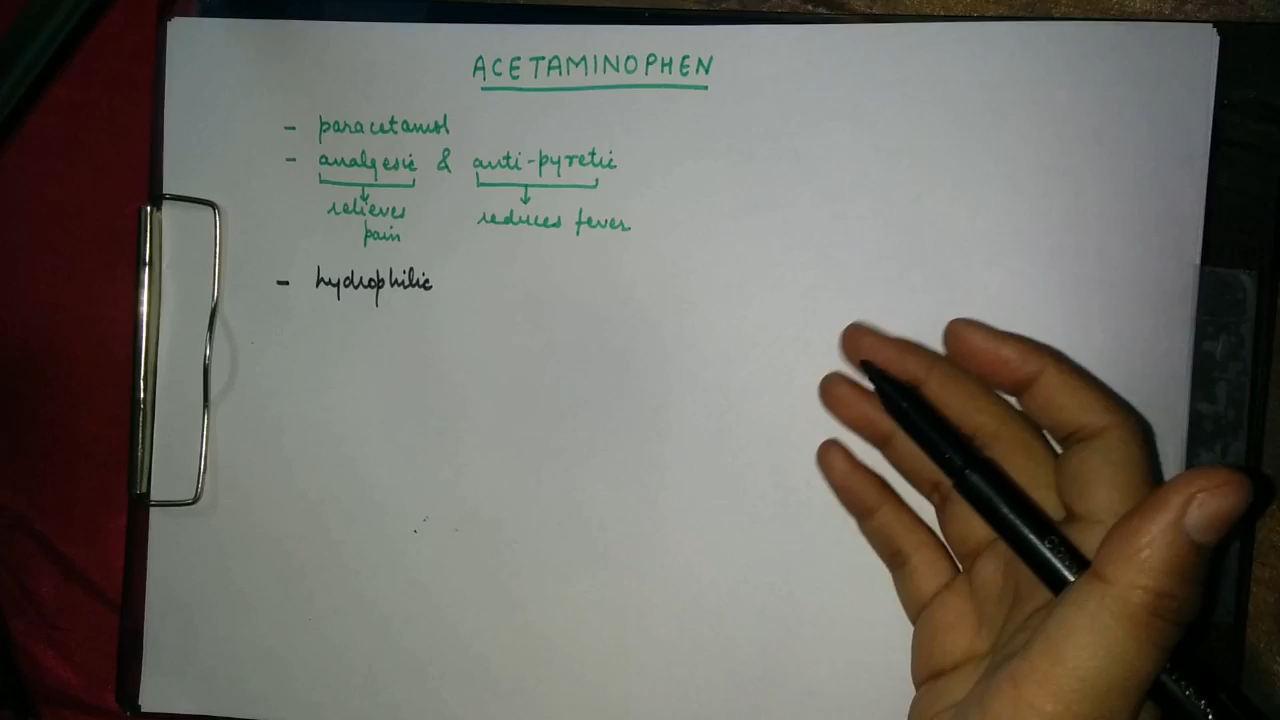 ACETAMINOPHEN
- paracetamol
- analgesic & anti-pyretic
relieves pain
reduces fever
- hydrophilic